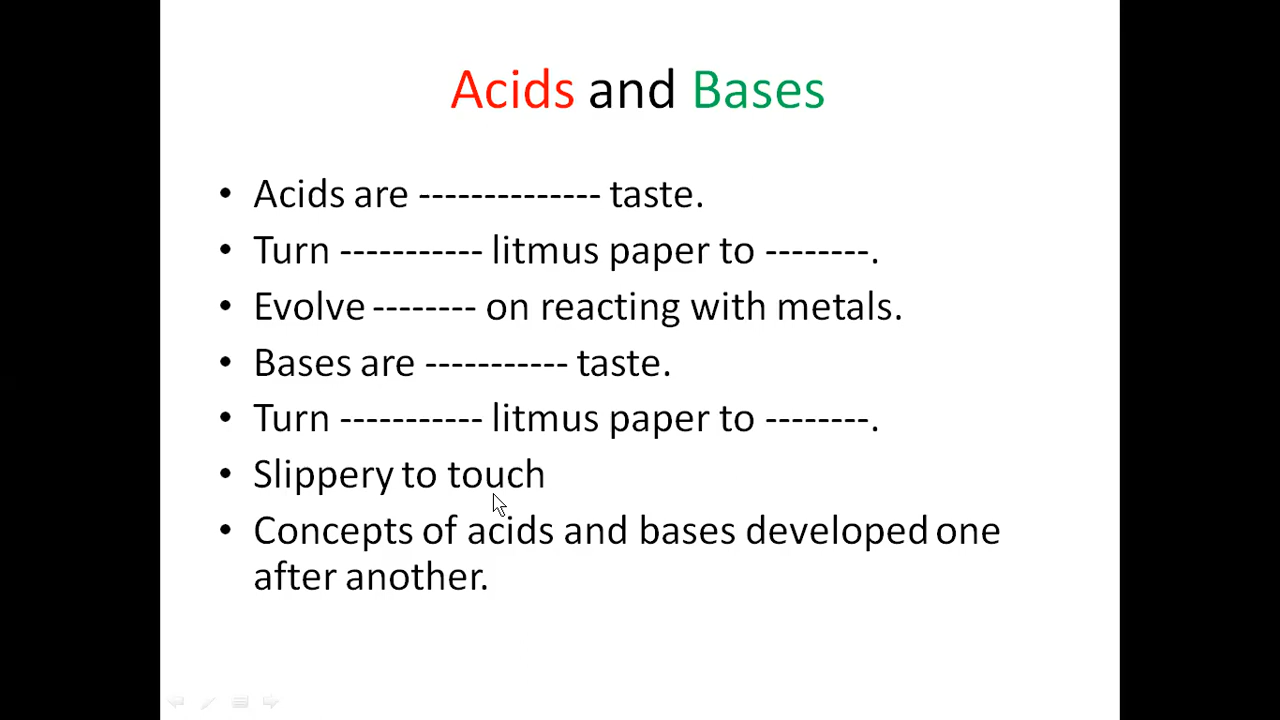 Acids and Bases
• Acids are -------------- taste.
• Turn ----------- litmus paper to --------.
• Evolve -------- on reacting with metals.
• Bases are ----------- taste.
• Turn ----------- litmus paper to --------.
• Slippery to touch
• Concepts of acids and bases developed one
after another.